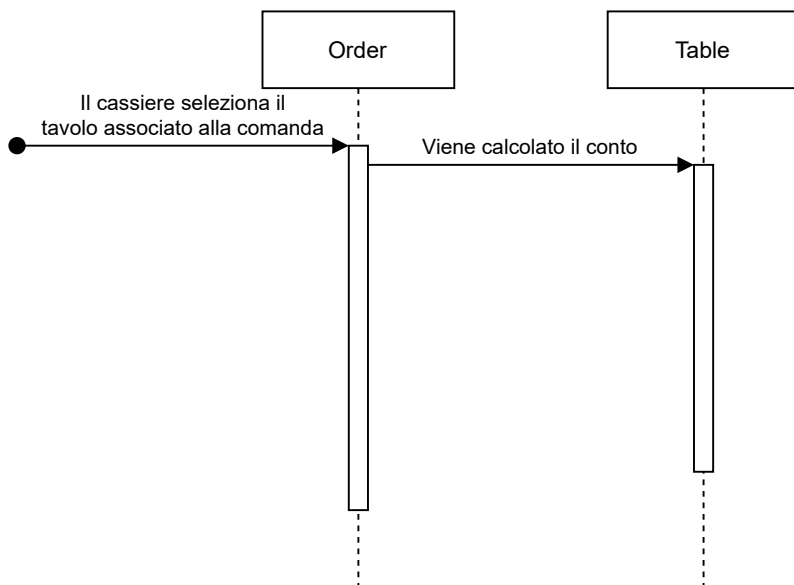 Order
Table
Il cassiere seleziona il
tavolo associato alla comanda
Viene calcolato il conto